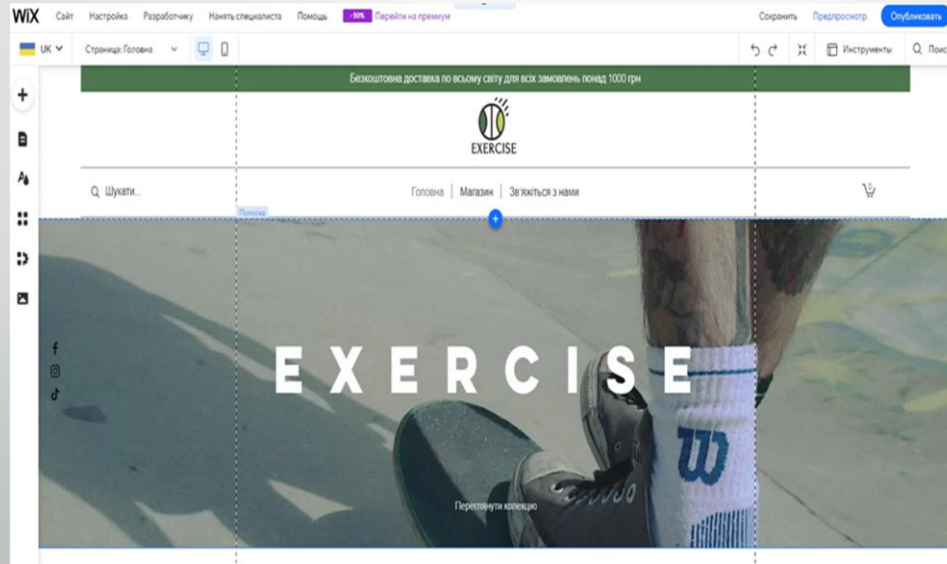 WiX Сайт Настройка Разработчику Нанять специалиста Помощь -50% Перейти на премиум Сохранить Предпросмотр Опубликовать
UK Страница: Головна Инструменты Поис
Безкоштовна доставка по всьому світу для всіх замовлень понад 1000 грн
EXERCISE
Шукати... Головна Магазин Зв'яжіться з нами 0
Полоска
EXERCISE
W
Переглянути колекцію